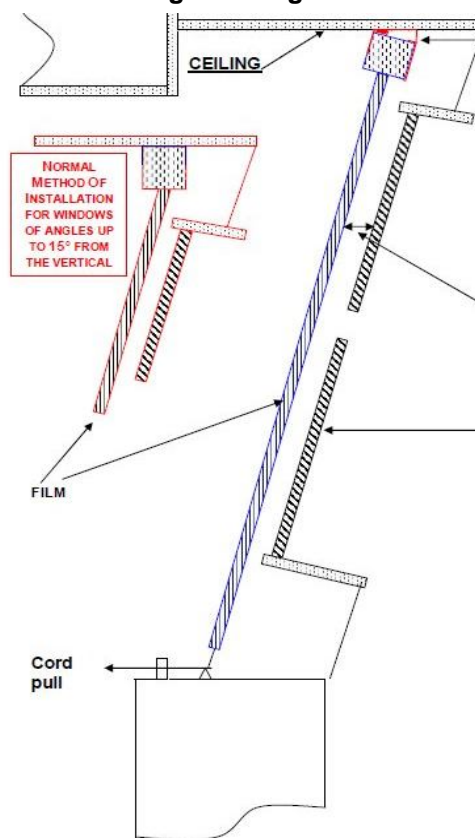 CEILING
NORMAL
METHOD OF
INSTALLATION
FOR WINDOWS
OF ANGLES UP
TO 15° FROM
THE VERTICAL
FILM
Cord
pull